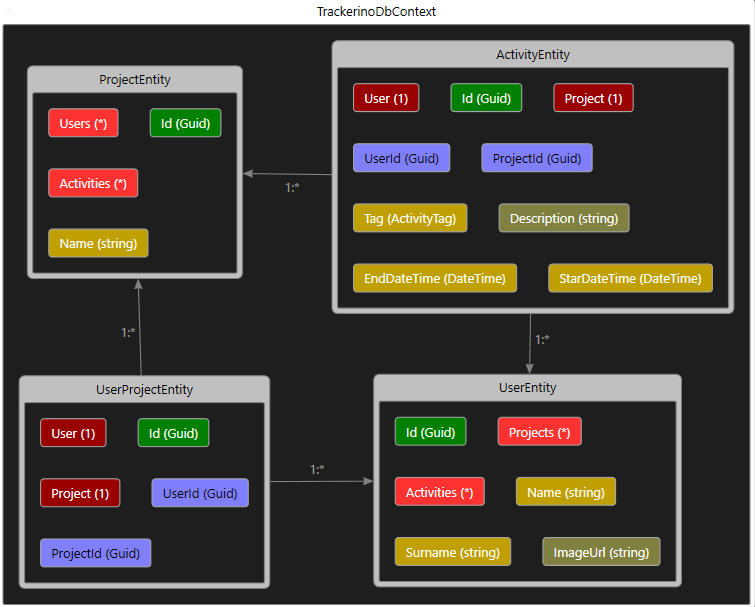 TrackerinoDbContext
ProjectEntity
Users (*)
Id (Guid)
Activities (*)
Name (string)
ActivityEntity
User (1)
Id (Guid)
Project (1)
UserId (Guid)
ProjectId (Guid)
Tag (ActivityTag)
Description (string)
EndDateTime (DateTime)
StarDateTime (DateTime)
1:*
1:*
1:*
UserProjectEntity
User (1)
Id (Guid)
Project (1)
UserId (Guid)
ProjectId (Guid)
1:*
UserEntity
Id (Guid)
Projects (*)
Activities (*)
Name (string)
Surname (string)
ImageUrl (string)